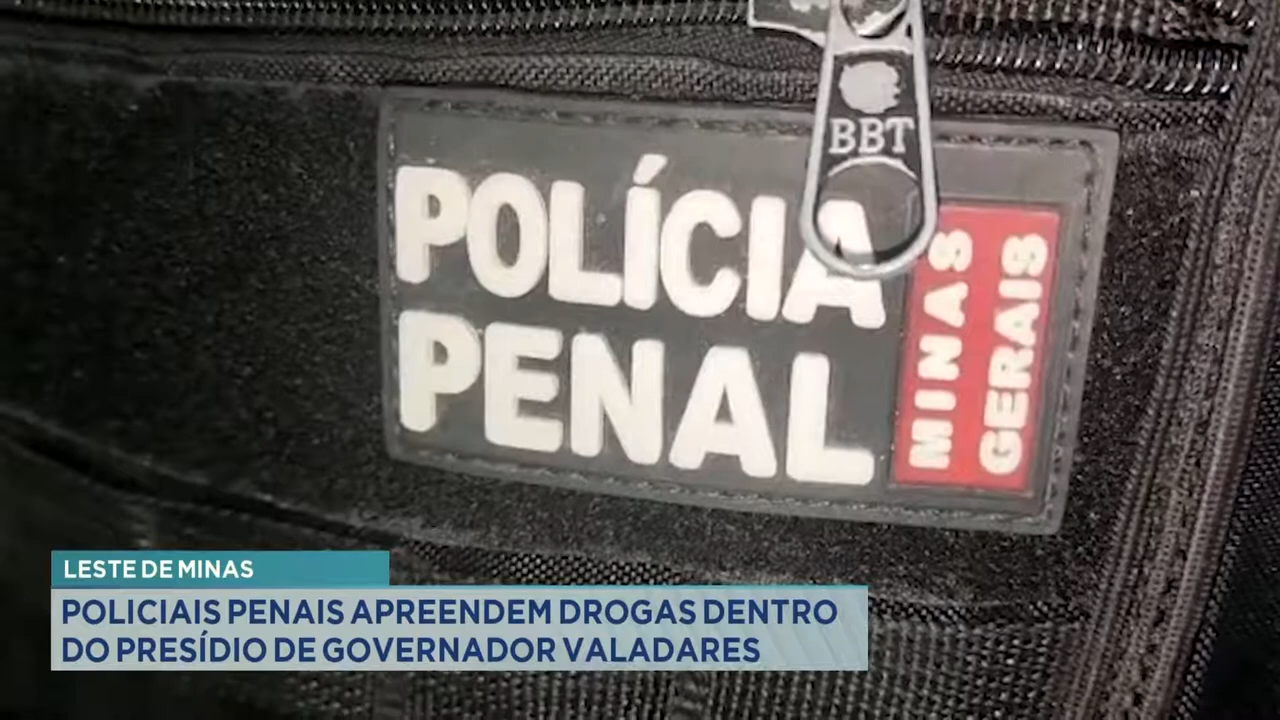 BBT
POLÍCIA
PENAL
MINAS
GERAIS
LESTE DE MINAS
POLICIAIS PENAIS APREENDEM DROGAS DENTRO
DO PRESÍDIO DE GOVERNADOR VALADARES